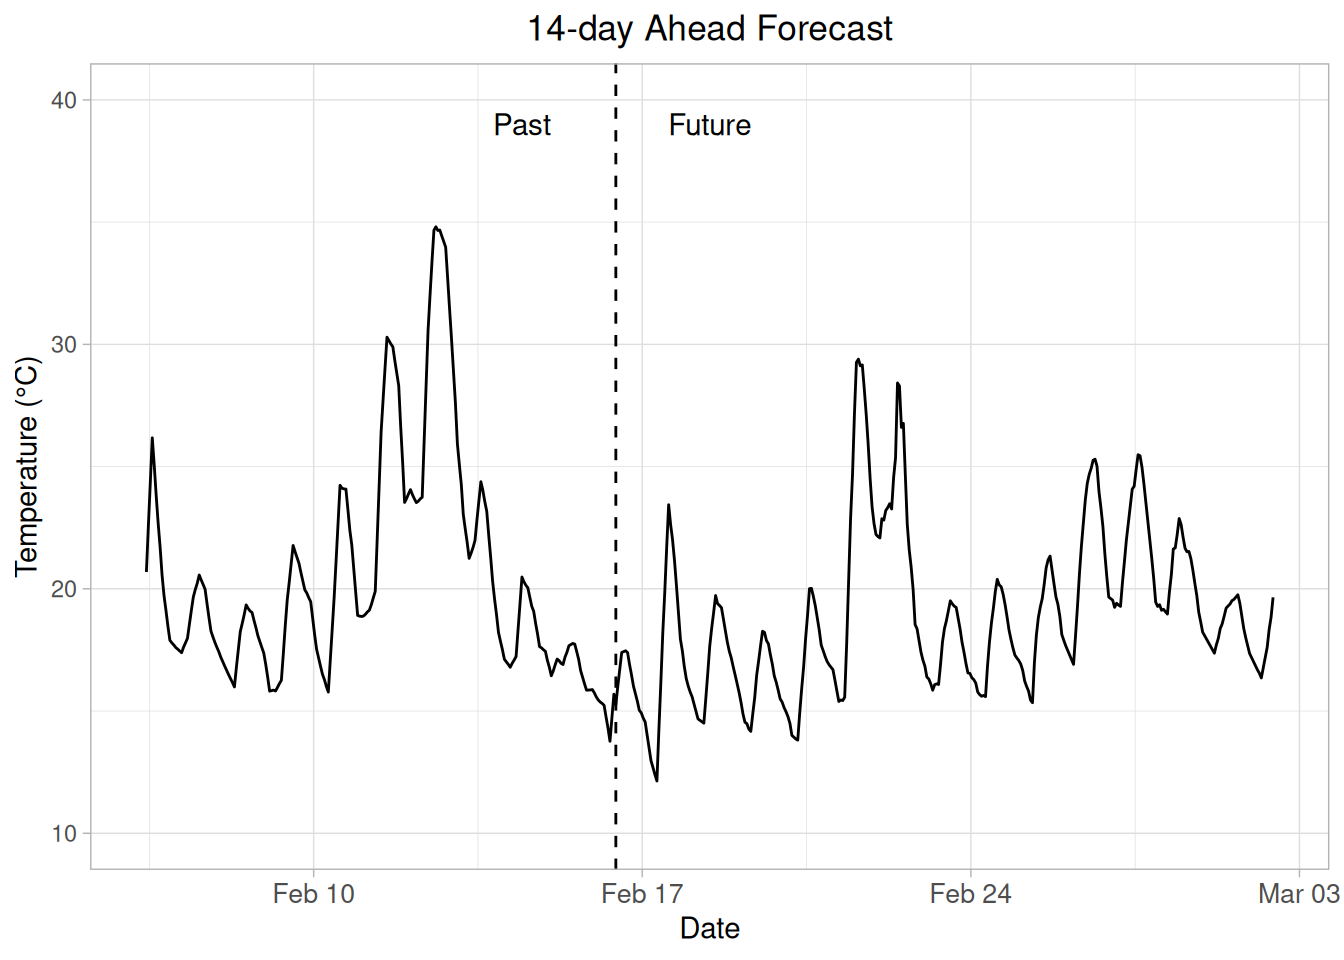 14-day Ahead Forecast
Past
Future
40
30
20
10
Temperature (°C)
Feb 10
Feb 17
Feb 24
Mar 03
Date